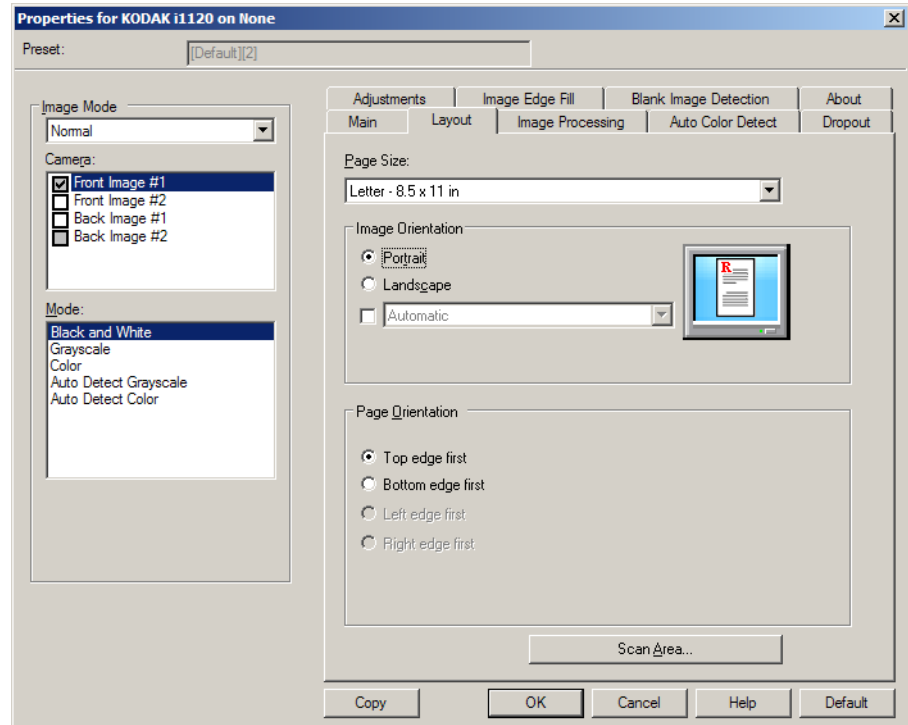 Properties for KODAK i1120 on None
Preset:
[Default][2]
Image Mode
Normal
Camera:
Front Image #1
Front Image #2
Back Image #1
Back Image #2
Mode:
Black and White
Grayscale
Color
Auto Detect Grayscale
Auto Detect Color
Adjustments
Image Edge Fill
Blank Image Detection
About
Main
Layout
Image Processing
Auto Color Detect
Dropout
Page Size:
Letter - 8.5 x 11 in
Image Orientation
Portrait
Landscape
Automatic
R
Page Orientation
Top edge first
Bottom edge first
Left edge first
Right edge first
Scan Area...
Copy
OK
Cancel
Help
Default